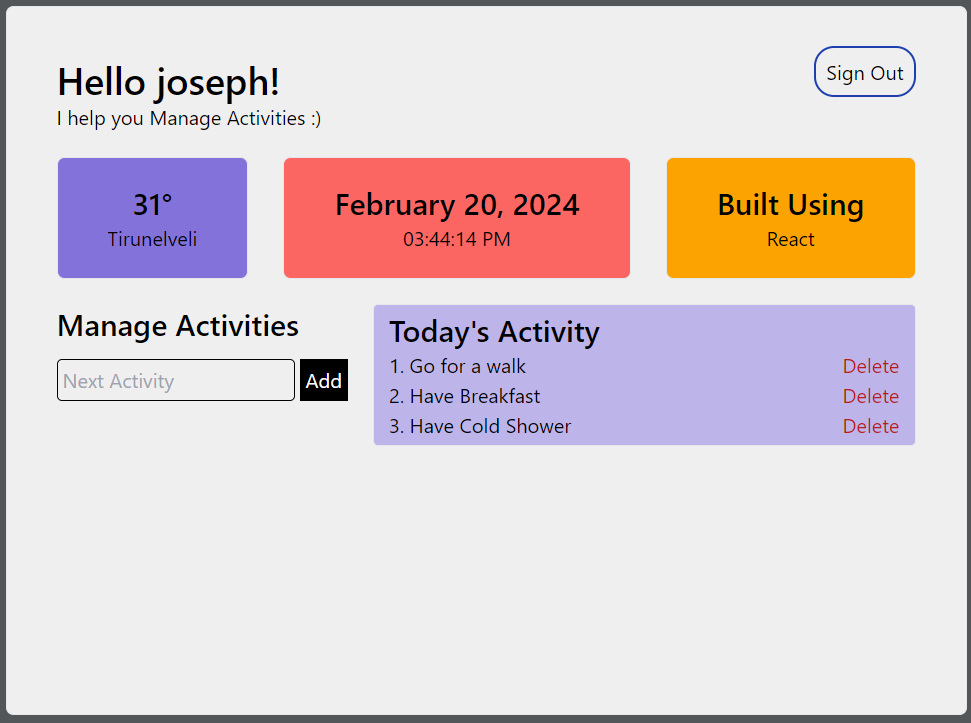 Hello joseph!
Sign Out
I help you Manage Activities :)
31°
Tirunelveli
February 20, 2024
03:44:14 PM
Built Using
React
Manage Activities
Next Activity
Add
Today's Activity
1. Go for a walk Delete
2. Have Breakfast Delete
3. Have Cold Shower Delete